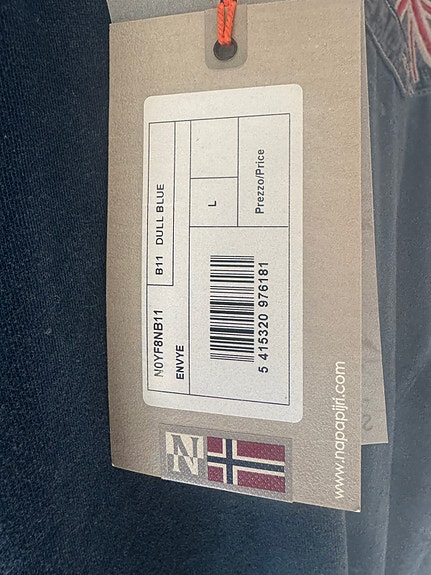 N0YF8NB11
B11 DULL BLUE
ENVYE
L
5 415320 976181
Prezzo/Price
N
www.napapijri.com